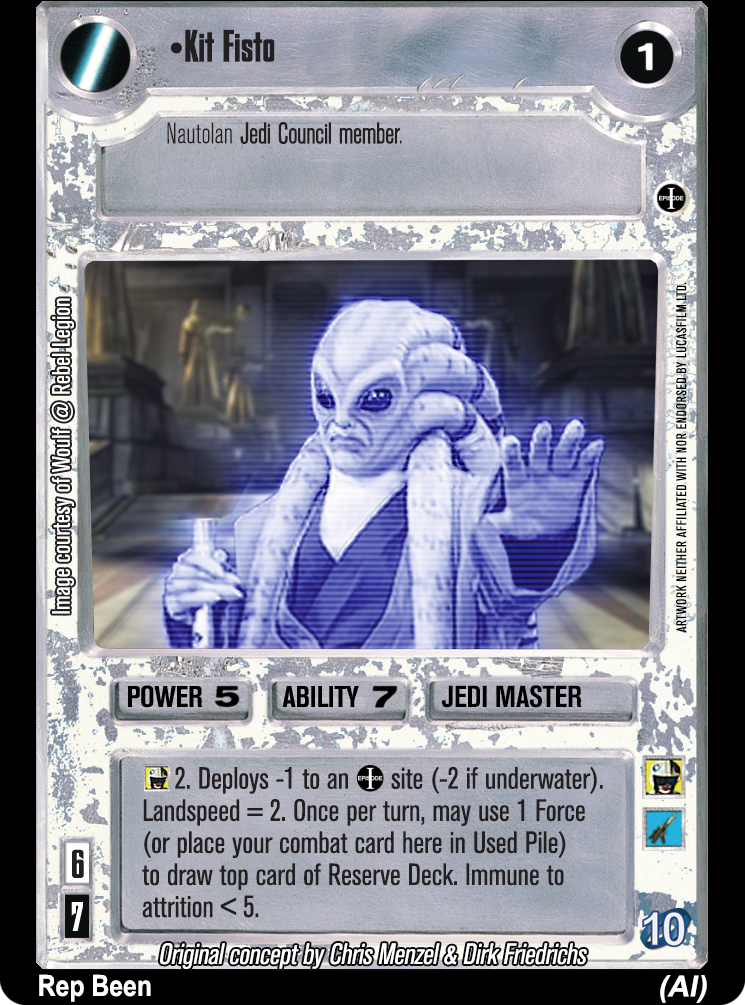 •Kit Fisto
1
Nautolan Jedi Council member.
EPISODE I
Image courtesy of Woulf @ Rebel Legion
ARTWORK NEITHER AFFILIATED WITH NOR ENDORSED BY LUCASFILM LTD.
POWER 5
ABILITY 7
JEDI MASTER
2. Deploys -1 to an EPISODE I site (-2 if underwater).
Landspeed = 2. Once per turn, may use 1 Force
(or place your combat card here in Used Pile)
to draw top card of Reserve Deck. Immune to
attrition < 5.
6
7
10
Original concept by Chris Menzel & Dirk Friedrichs
Rep Been
(AI)